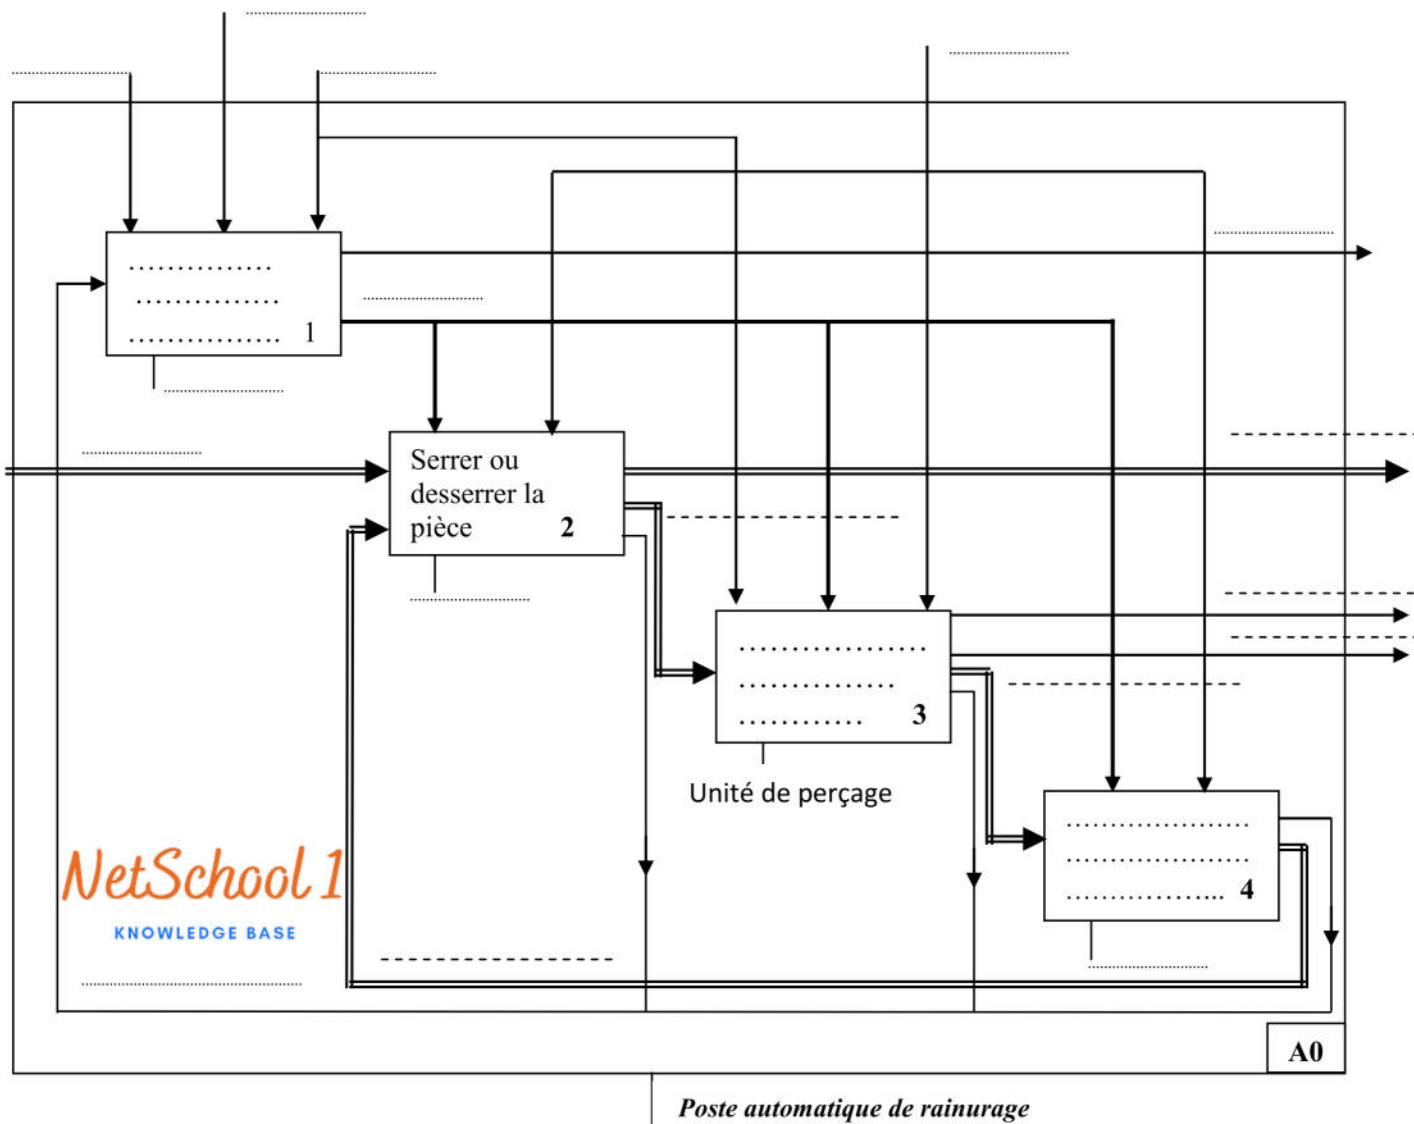 1
Serrer ou
desserrer la
pièce 2
3
Unité de perçage
4
NetSchool 1
KNOWLEDGE BASE
A0
Poste automatique de rainurage